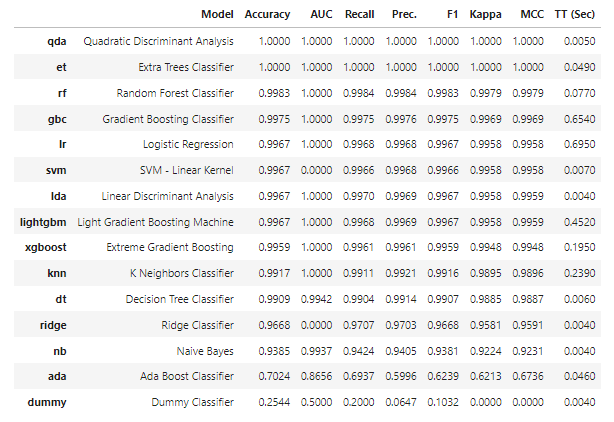 Model Accuracy AUC Recall Prec. F1 Kappa MCC TT (Sec)
qda Quadratic Discriminant Analysis 1.0000 1.0000 1.0000 1.0000 1.0000 1.0000 1.0000 0.0050
et Extra Trees Classifier 1.0000 1.0000 1.0000 1.0000 1.0000 1.0000 1.0000 0.0490
rf Random Forest Classifier 0.9983 1.0000 0.9984 0.9984 0.9983 0.9979 0.9979 0.0770
gbc Gradient Boosting Classifier 0.9975 1.0000 0.9975 0.9976 0.9975 0.9969 0.9969 0.6540
lr Logistic Regression 0.9967 1.0000 0.9968 0.9968 0.9967 0.9958 0.9958 0.6950
svm SVM - Linear Kernel 0.9967 0.0000 0.9966 0.9968 0.9966 0.9958 0.9958 0.0070
lda Linear Discriminant Analysis 0.9967 1.0000 0.9970 0.9969 0.9967 0.9958 0.9959 0.0040
lightgbm Light Gradient Boosting Machine 0.9967 1.0000 0.9968 0.9969 0.9967 0.9958 0.9959 0.4520
xgboost Extreme Gradient Boosting 0.9959 1.0000 0.9961 0.9961 0.9959 0.9948 0.9948 0.1950
knn K Neighbors Classifier 0.9917 1.0000 0.9911 0.9921 0.9916 0.9895 0.9896 0.2390
dt Decision Tree Classifier 0.9909 0.9942 0.9904 0.9914 0.9907 0.9885 0.9887 0.0060
ridge Ridge Classifier 0.9668 0.0000 0.9707 0.9703 0.9668 0.9581 0.9591 0.0040
nb Naive Bayes 0.9385 0.9937 0.9424 0.9405 0.9381 0.9224 0.9231 0.0040
ada Ada Boost Classifier 0.7024 0.8656 0.6937 0.5996 0.6239 0.6213 0.6736 0.0460
dummy Dummy Classifier 0.2544 0.5000 0.2000 0.0647 0.1032 0.0000 0.0000 0.0040